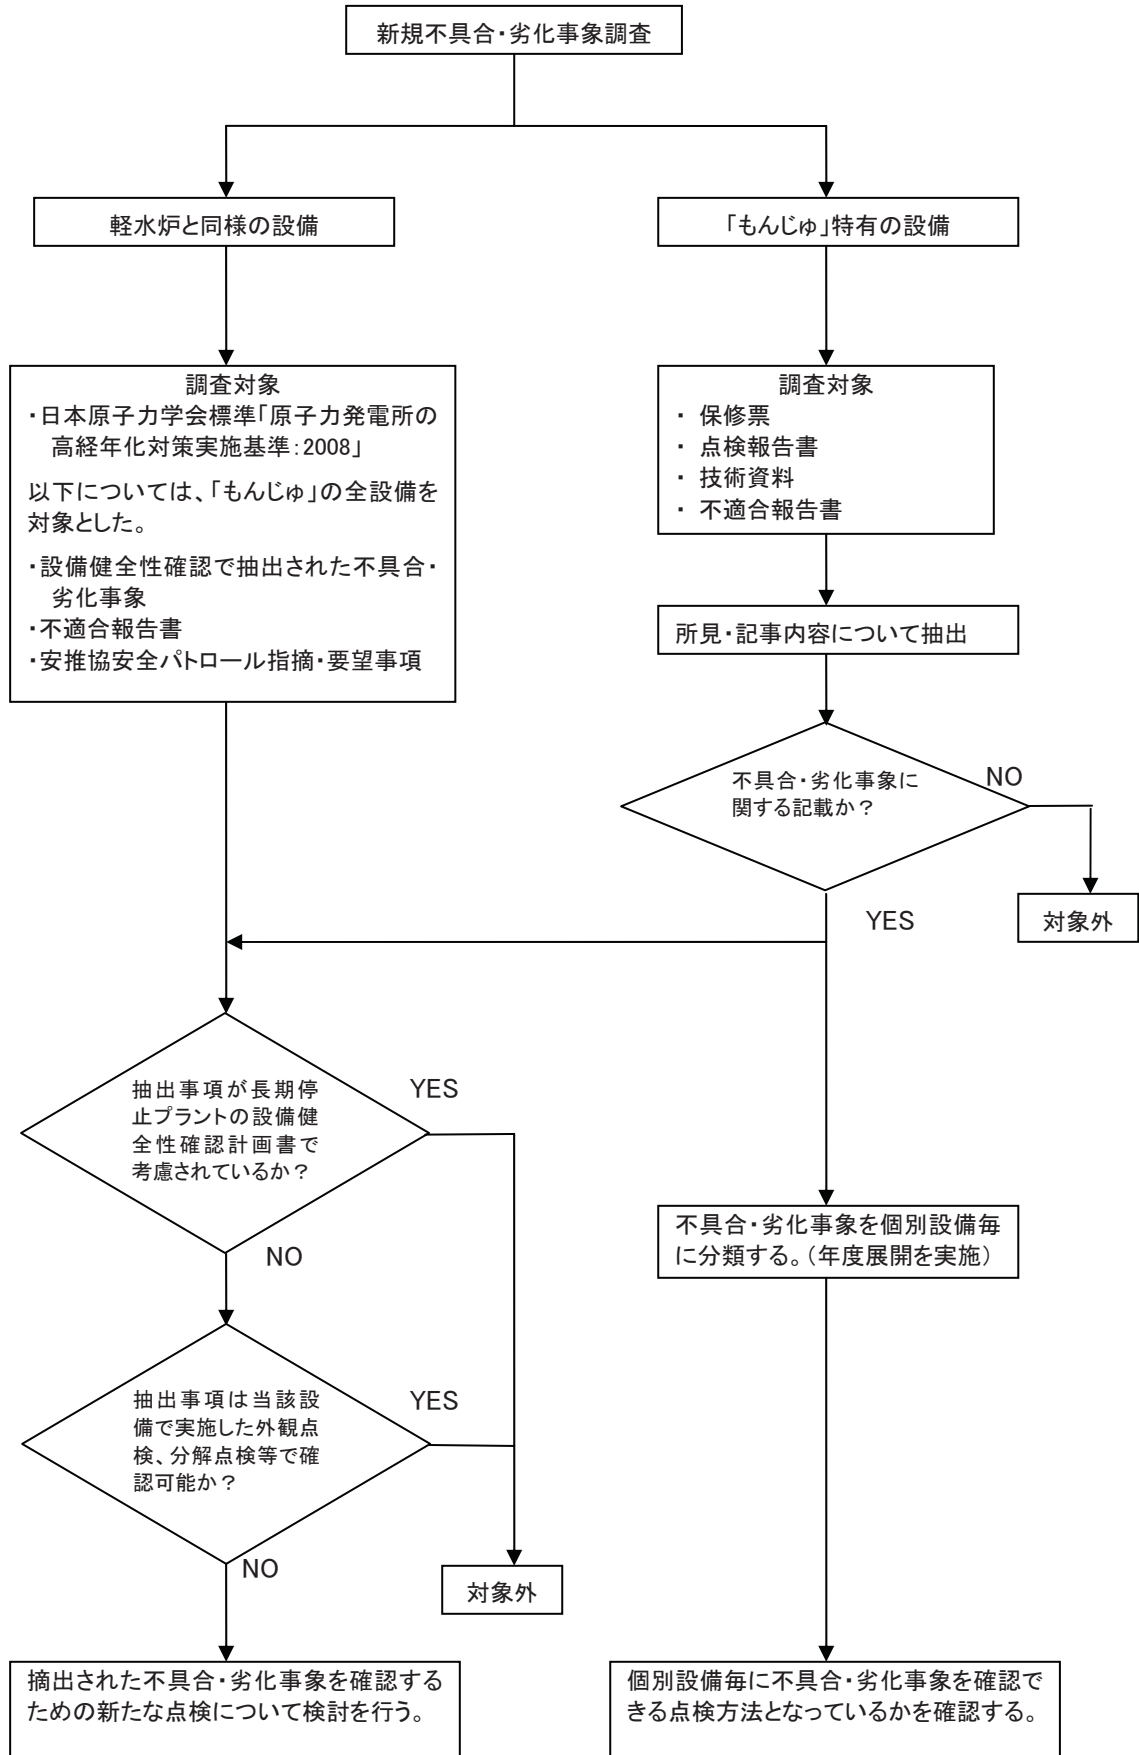 新規不具合・劣化事象調査
軽水炉と同様の設備
「もんじゅ」特有の設備
調査対象
・日本原子力学会標準「原子力発電所の
高経年化対策実施基準：2008」
以下については、「もんじゅ」の全設備を
対象とした。
・設備健全性確認で抽出された不具合・
劣化事象
・不適合報告書
・安推協安全パトロール指摘・要望事項
調査対象
・ 保修票
・ 点検報告書
・ 技術資料
・ 不適合報告書
所見・記事内容について抽出
不具合・劣化事象に
関する記載か？
NO
YES
対象外
抽出事項が長期停
止プラントの設備健
全性確認計画書で
考慮されているか？
YES
NO
不具合・劣化事象を個別設備毎
に分類する。（年度展開を実施）
抽出事項は当該設
備で実施した外観点
検、分解点検等で確
認可能か？
YES
NO
対象外
摘出された不具合・劣化事象を確認する
ための新たな点検について検討を行う。
個別設備毎に不具合・劣化事象を確認で
きる点検方法となっているかを確認する。